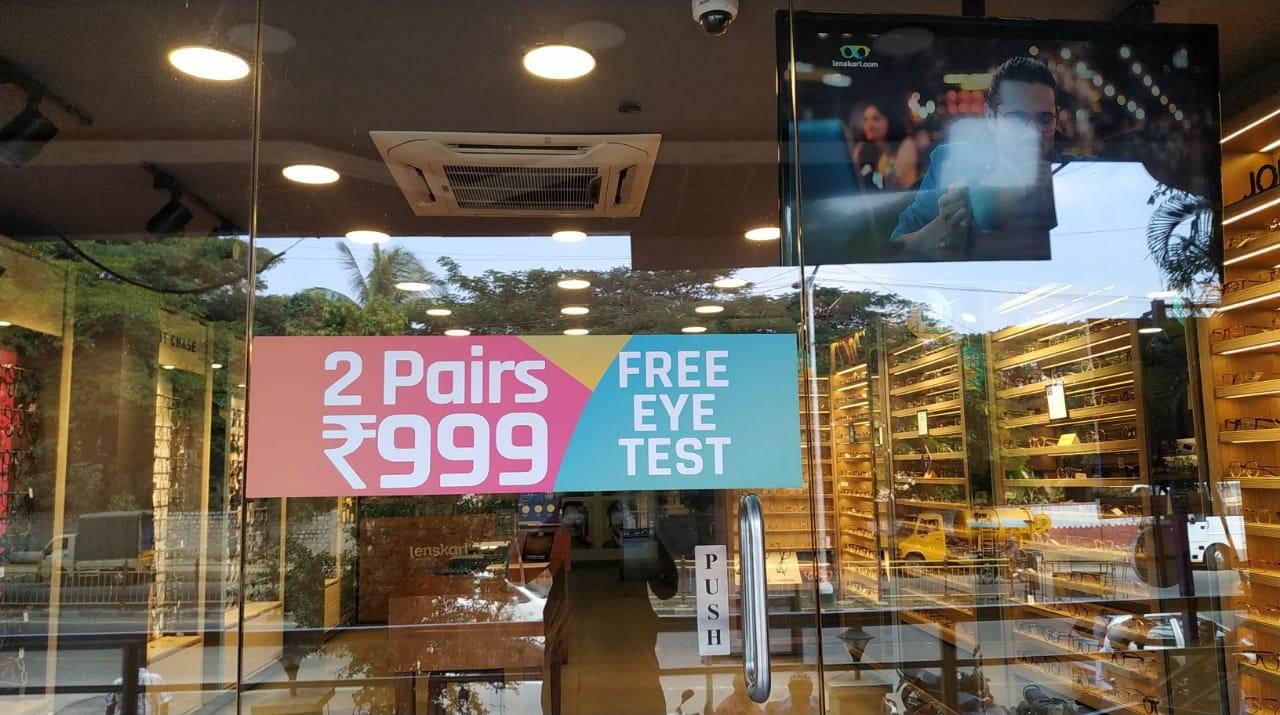 lenskart.com
2 Pairs
₹999
FREE
EYE
TEST
lenskart
PUSH